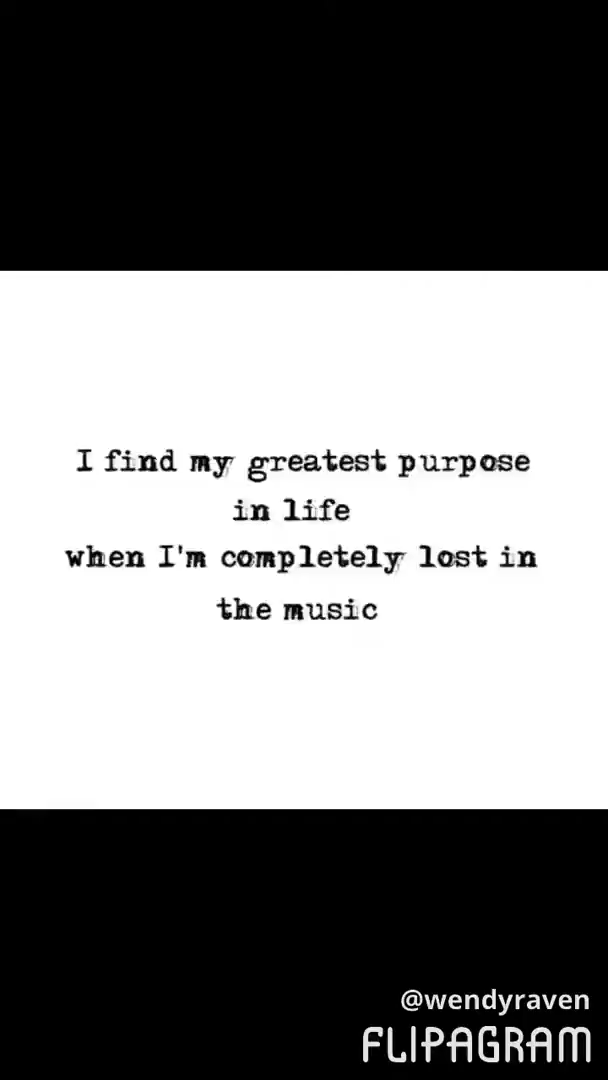 I find my greatest purpose
in life
when I'm completely lost in
the music
@wendyraven
FLIPAGRAM